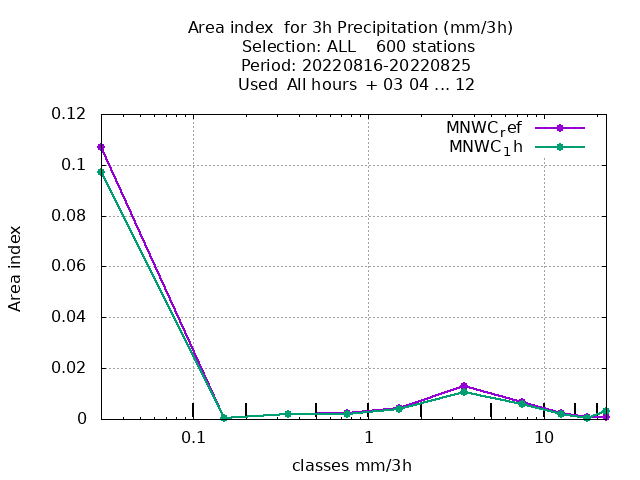 Area index  for 3h Precipitation (mm/3h)
Selection: ALL    600 stations
Period: 20220816-20220825
Used  All hours  + 03 04 ... 12
MNWC_ref
MNWC_1h
0.12
0.1
0.08
0.06
0.04
0.02
0
Area index
0.1 1 10
classes mm/3h